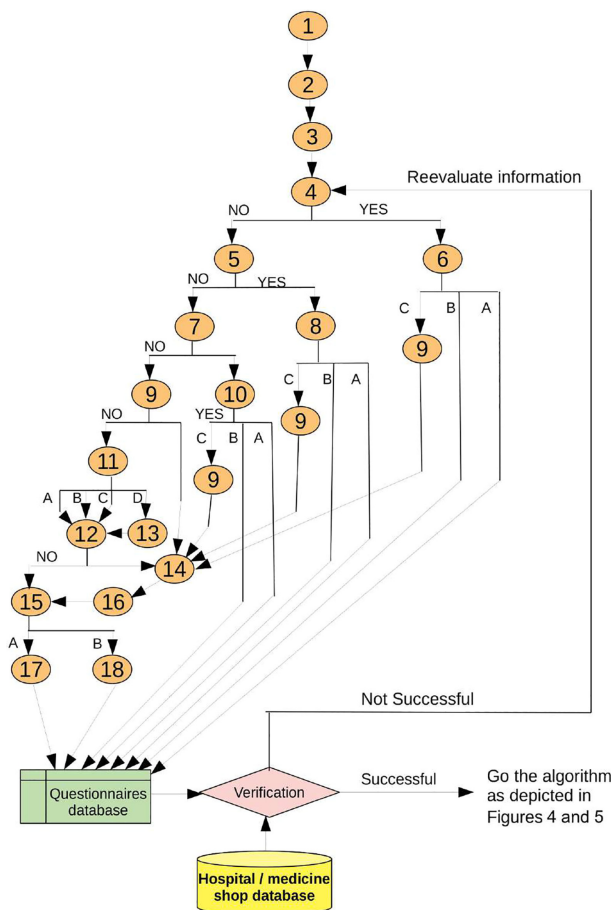 1
2
3
Reevaluate information
4
NO
YES
5
6
NO
YES
C
B
A
7
8
9
NO
C
B
A
9
10
9
NO
YES
C
B
A
11
9
A
B
C
D
12
13
NO
14
15
16
A
B
17
18
Not Successful
Questionnaires
database
Verification
Successful
Go the algorithm
as depicted in
Figures 4 and 5
Hospital / medicine
shop database